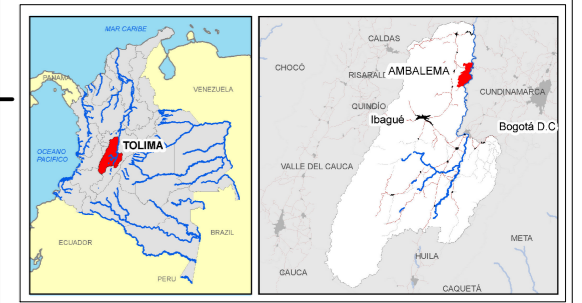 MAR CARIBE
PANAMA
VENEZUELA
OCEANO
PACIFICO
TOLIMA
ECUADOR
BRAZIL
PERU
CALDAS
CHOCÓ
RISARALDA
AMBALEMA
CUNDINAMARCA
QUINDÍO
Ibagué
Bogotá D.C
VALLE DEL CAUCA
META
HUILA
CAUCA
CAQUETÁ